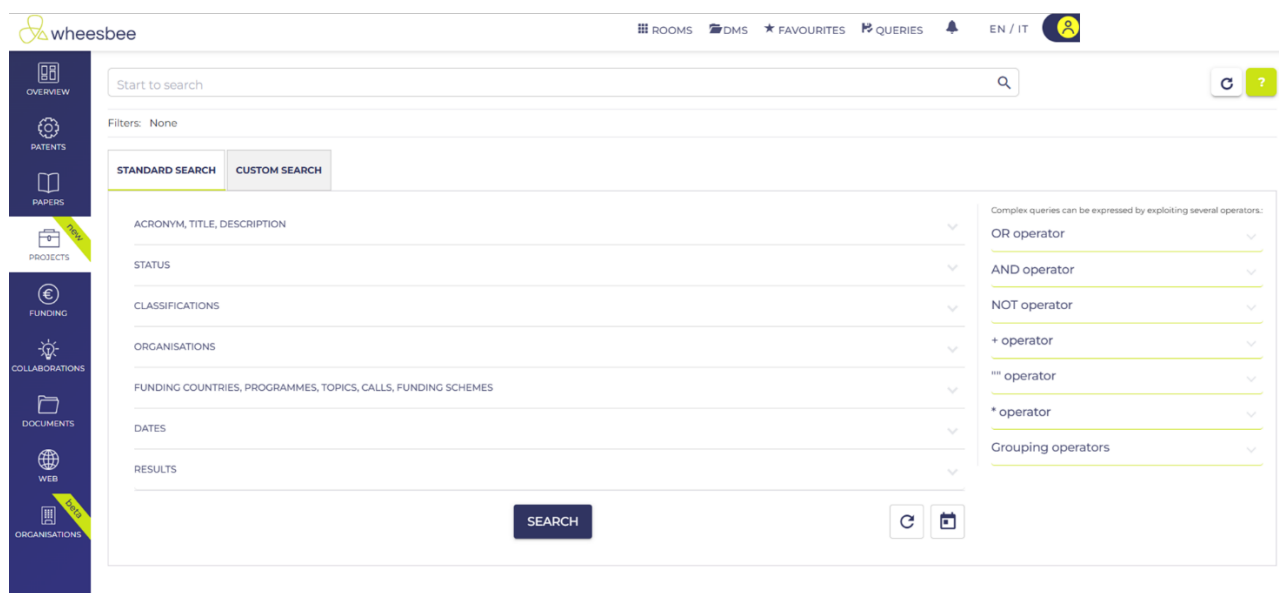 wheesbee
ROOMS DMS FAVOURITES QUERIES EN / IT
OVERVIEW
PATENTS
PAPERS
new
PROJECTS
FUNDING
COLLABORATIONS
DOCUMENTS
WEB
beta
ORGANISATIONS
Start to search
?
Filters: None
STANDARD SEARCH CUSTOM SEARCH
ACRONYM, TITLE, DESCRIPTION
STATUS
CLASSIFICATIONS
ORGANISATIONS
FUNDING COUNTRIES, PROGRAMMES, TOPICS, CALLS, FUNDING SCHEMES
DATES
RESULTS
SEARCH
Complex queries can be expressed by exploiting several operators.:
OR operator
AND operator
NOT operator
+ operator
"" operator
* operator
Grouping operators